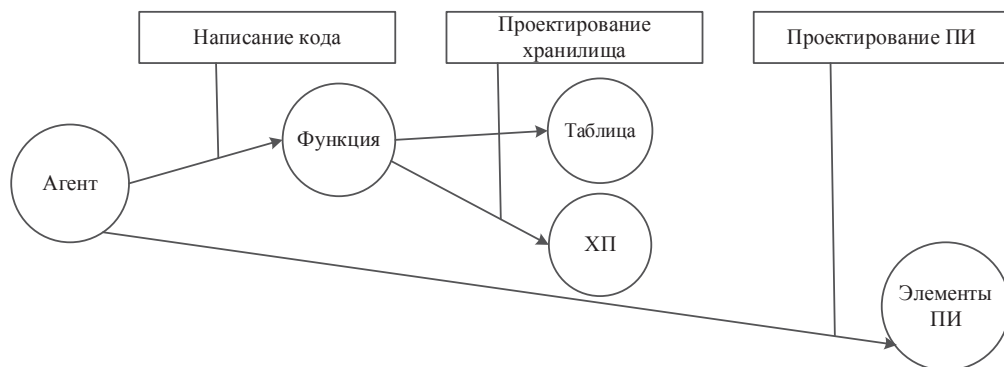 Написание кода
Проектирование
хранилища
Проектирование ПИ
Агент
Функция
Таблица
ХП
Элементы
ПИ